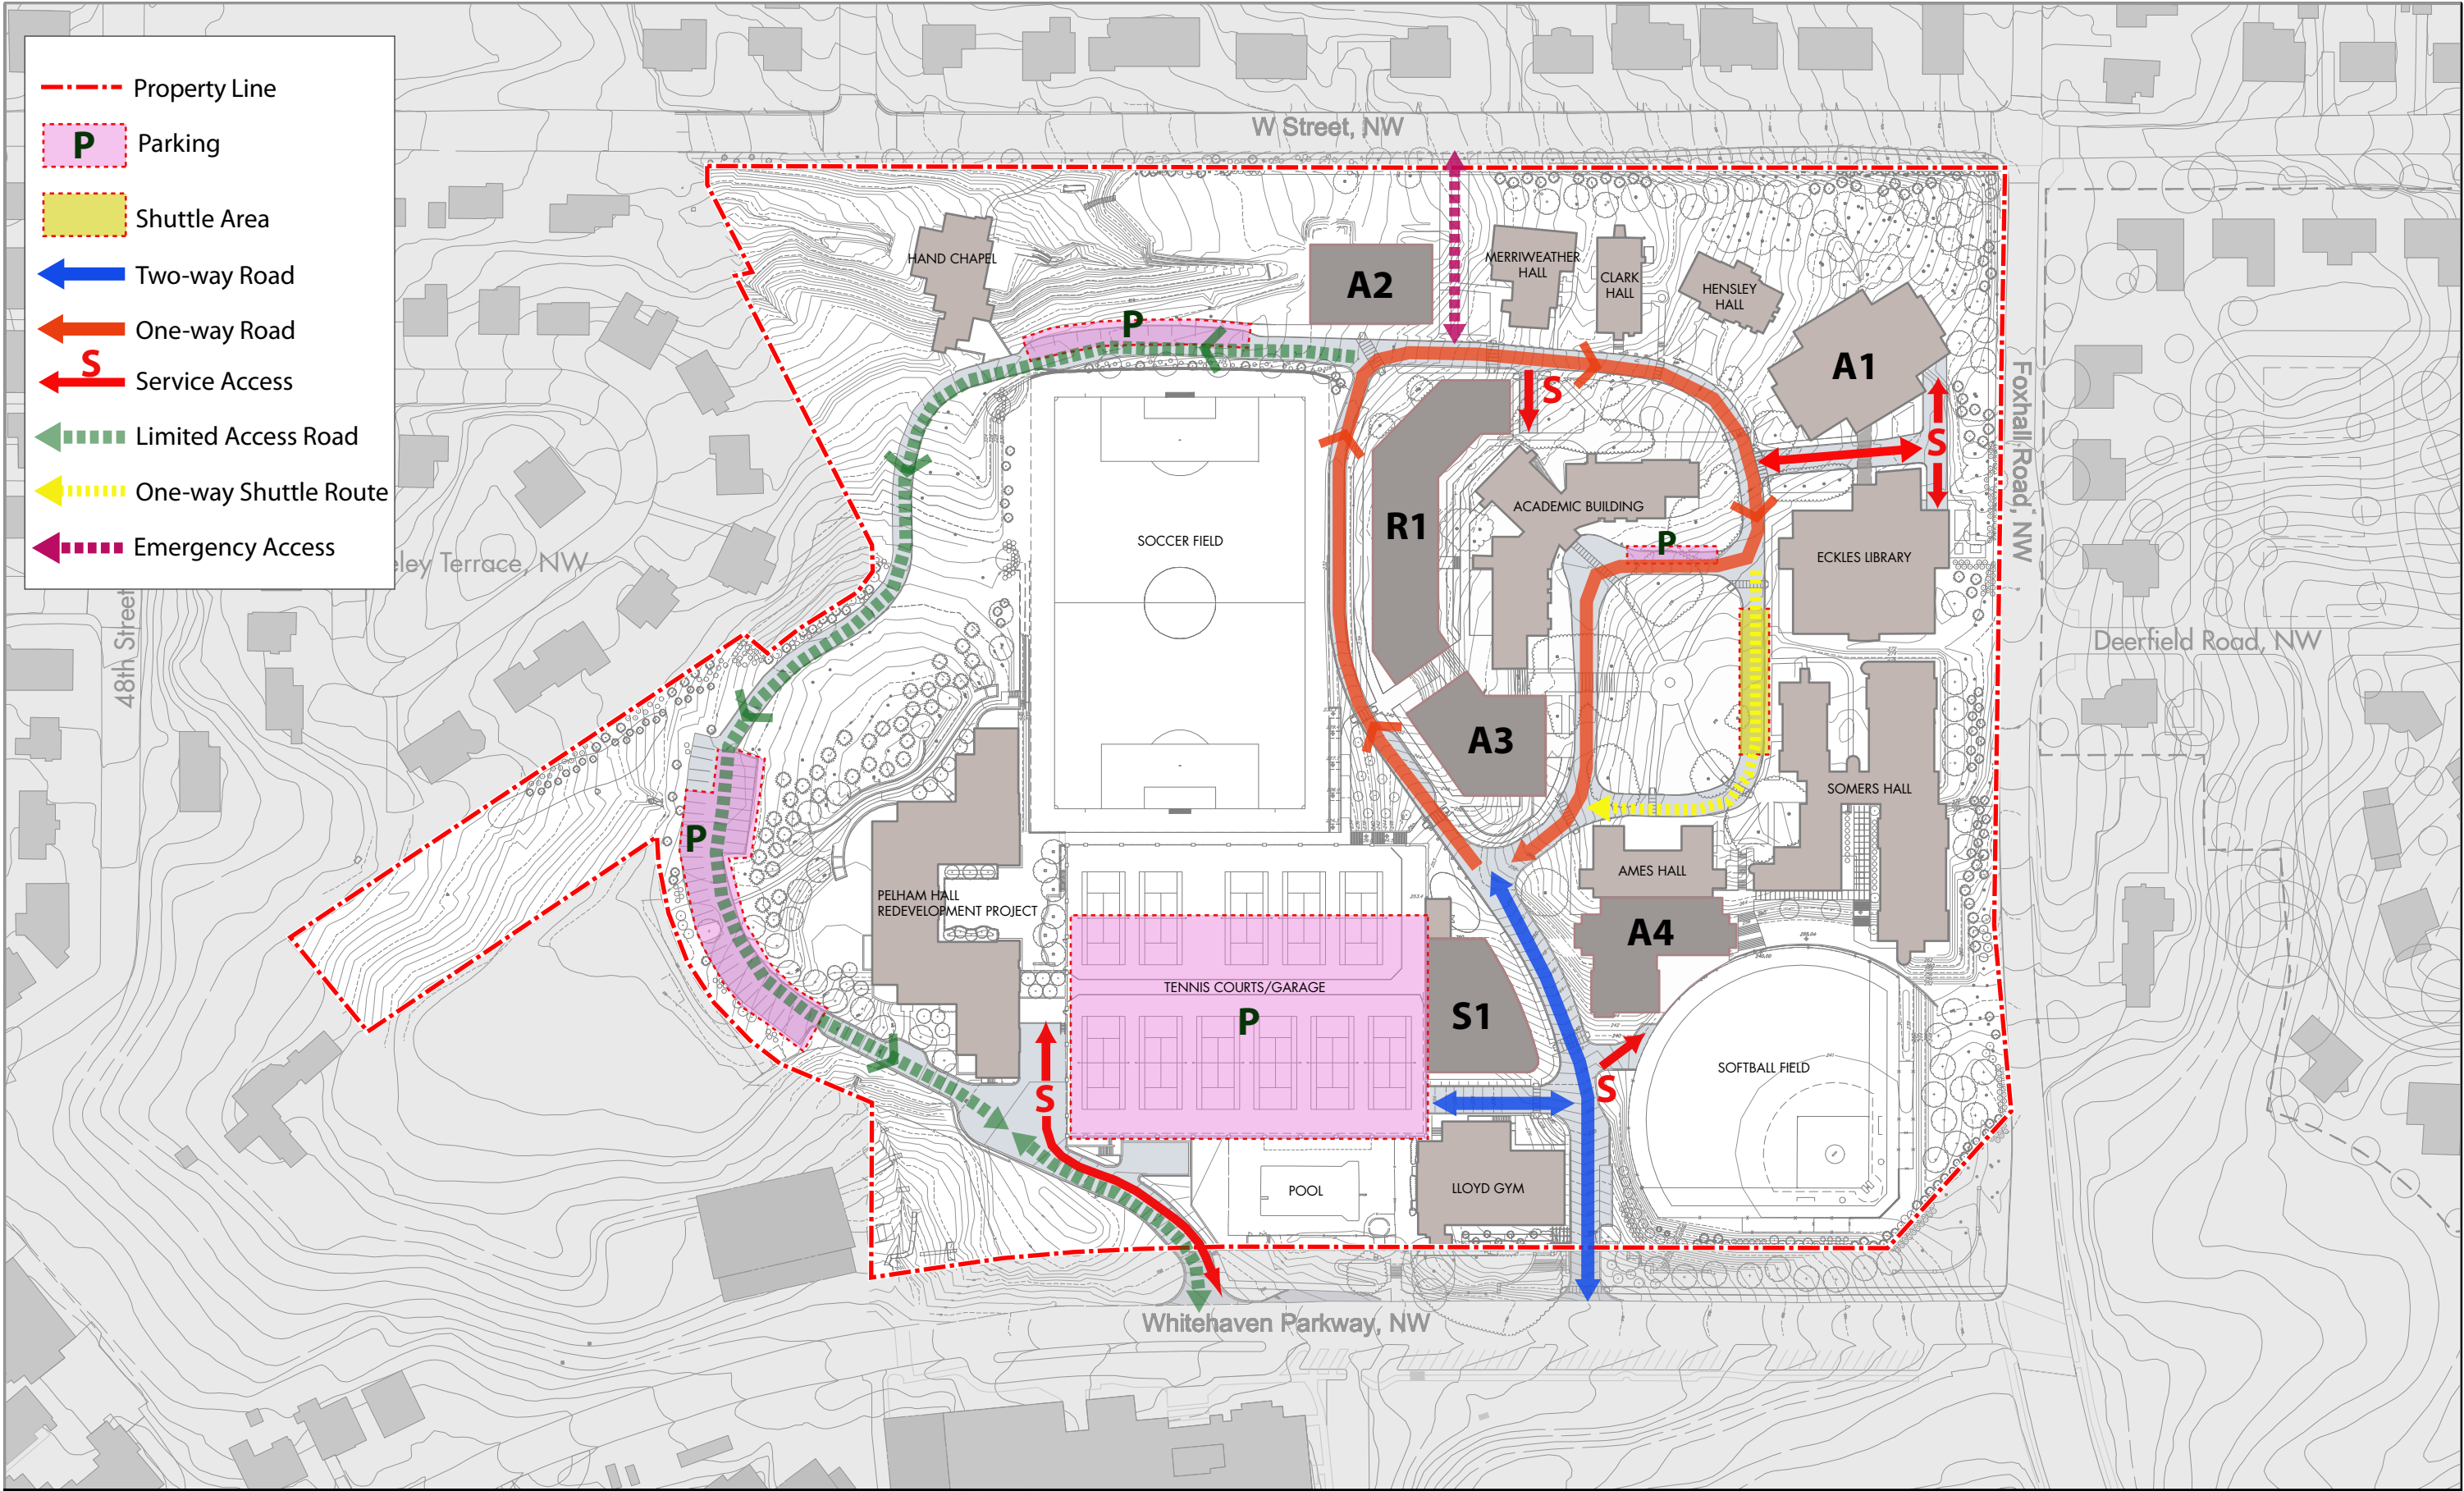 Property Line
P
Parking
Shuttle Area
Two-way Road
One-way Road
S
Service Access
Limited Access Road
One-way Shuttle Route
Emergency Access
W Street, NW
HAND CHAPEL
A2
MERRIWEATHER
HALL
CLARK
HALL
HENSLEY
HALL
P
A1
S
S
Foxhall Road, NW
R1
ACADEMIC BUILDING
P
SOCCER FIELD
ECKLES LIBRARY
eley Terrace, NW
48th Street
Deerfield Road, NW
A3
SOMERS HALL
P
AMES HALL
PELHAM HALL
REDEVELOPMENT PROJECT
A4
TENNIS COURTS/GARAGE
P
S1
SOFTBALL FIELD
S
S
POOL
LLOYD GYM
Whitehaven Parkway, NW